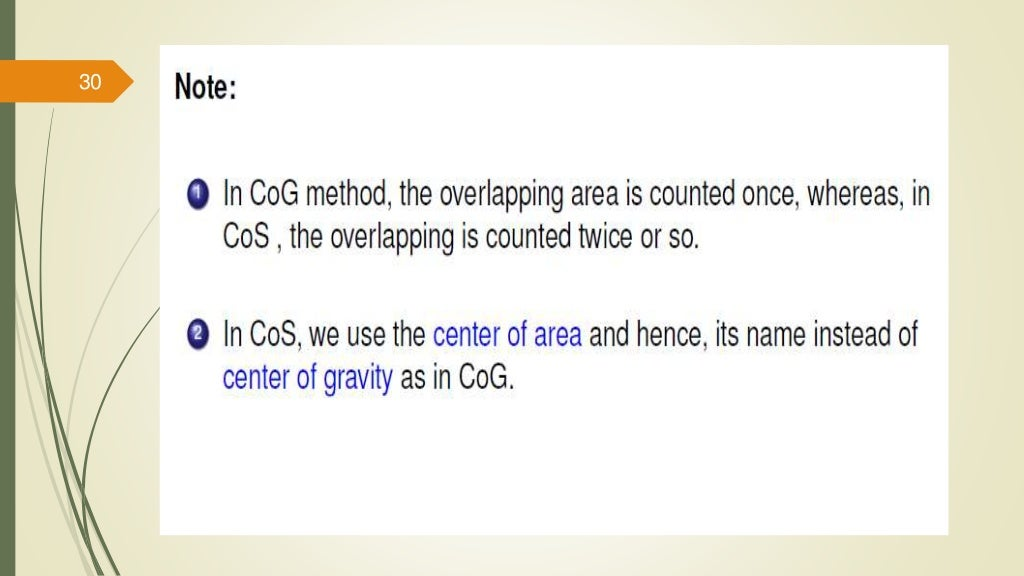 30
Note:
1 In CoG method, the overlapping area is counted once, whereas, in
CoS , the overlapping is counted twice or so.
2 In CoS, we use the center of area and hence, its name instead of
center of gravity as in CoG.